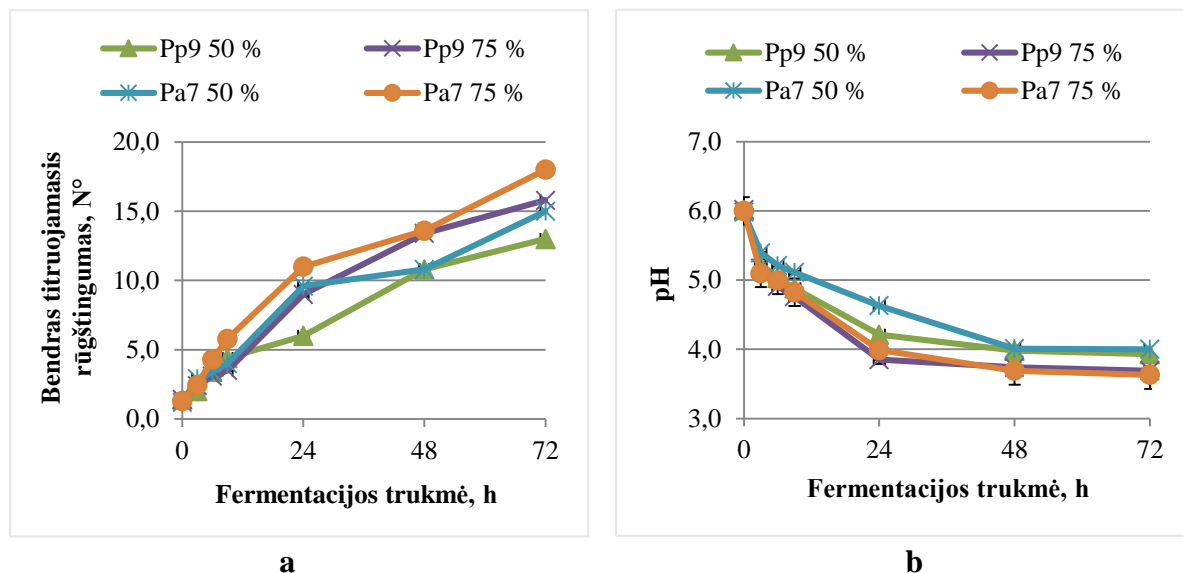 Pp9 50 % Pp9 75 %
Pa7 50 % Pa7 75 %
20,0
15,0
10,0
5,0
0,0
Bendras titruojamasis
rūgštingumas, N°
0 24 48 72
Fermentacijos trukmė, h
a
Pp9 50 % Pp9 75 %
Pa7 50 % Pa7 75 %
7,0
6,0
5,0
4,0
3,0
pH
0 24 48 72
Fermentacijos trukmė, h
b